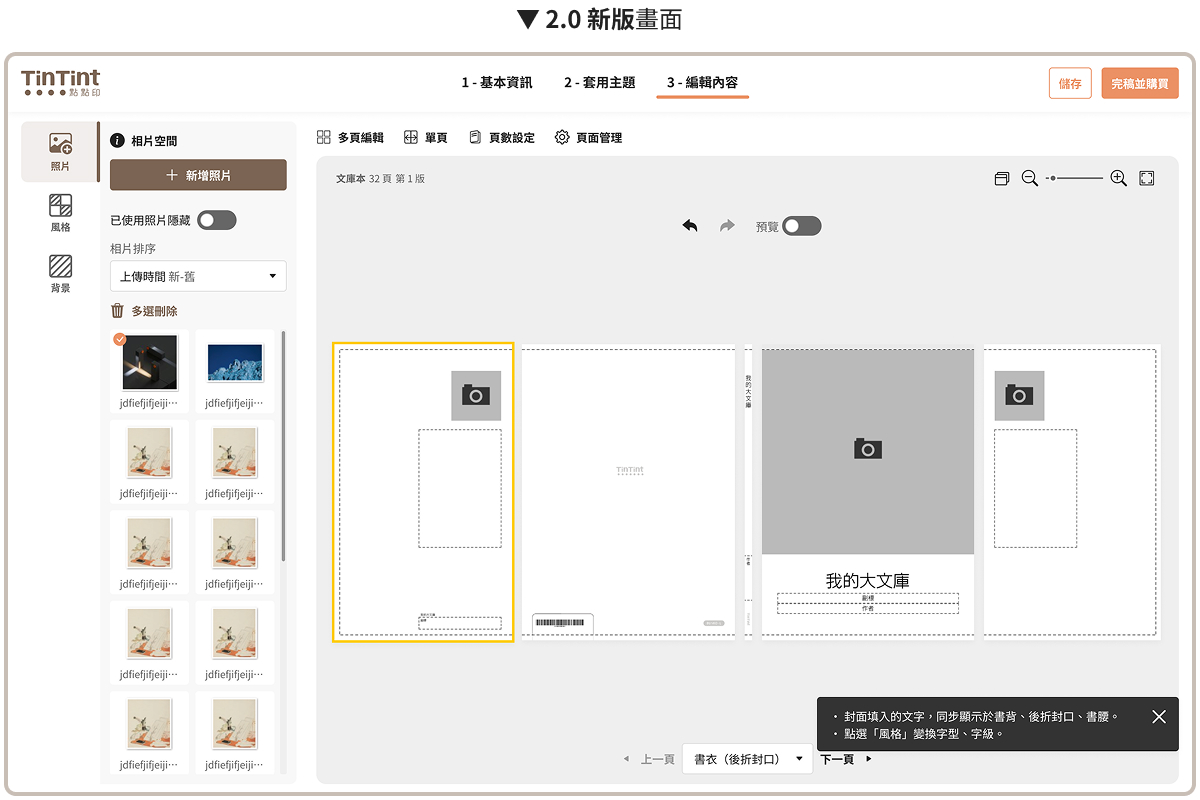 ▼ 2.0 新版畫面
TinTint
點點印
1 - 基本資訊
2 - 套用主題
3 - 編輯內容
儲存
完稿並購買
照片
風格
背景
相片空間
＋ 新增照片
已使用照片隱藏
相片排序
上傳時間 新-舊
多選刪除
jdfiefjifjeiji⋯
jdfiefjifjeiji⋯
jdfiefjifjeiji⋯
jdfiefjifjeiji⋯
jdfiefjifjeiji⋯
jdfiefjifjeiji⋯
jdfiefjifjeiji⋯
jdfiefjifjeiji⋯
jdfiefjifjeiji⋯
jdfiefjifjeiji⋯
多頁編輯
單頁
頁數設定
頁面管理
文庫本 32 頁 第 1 版
預覽
我的大文庫
TinTint
我的大文庫
作者
我的大文庫
副標
作者
・ 封面填入的文字，同步顯示於書背、後折封口、書腰。
・ 點選「風格」變換字型、字級。
上一頁
書衣（後折封口）
下一頁